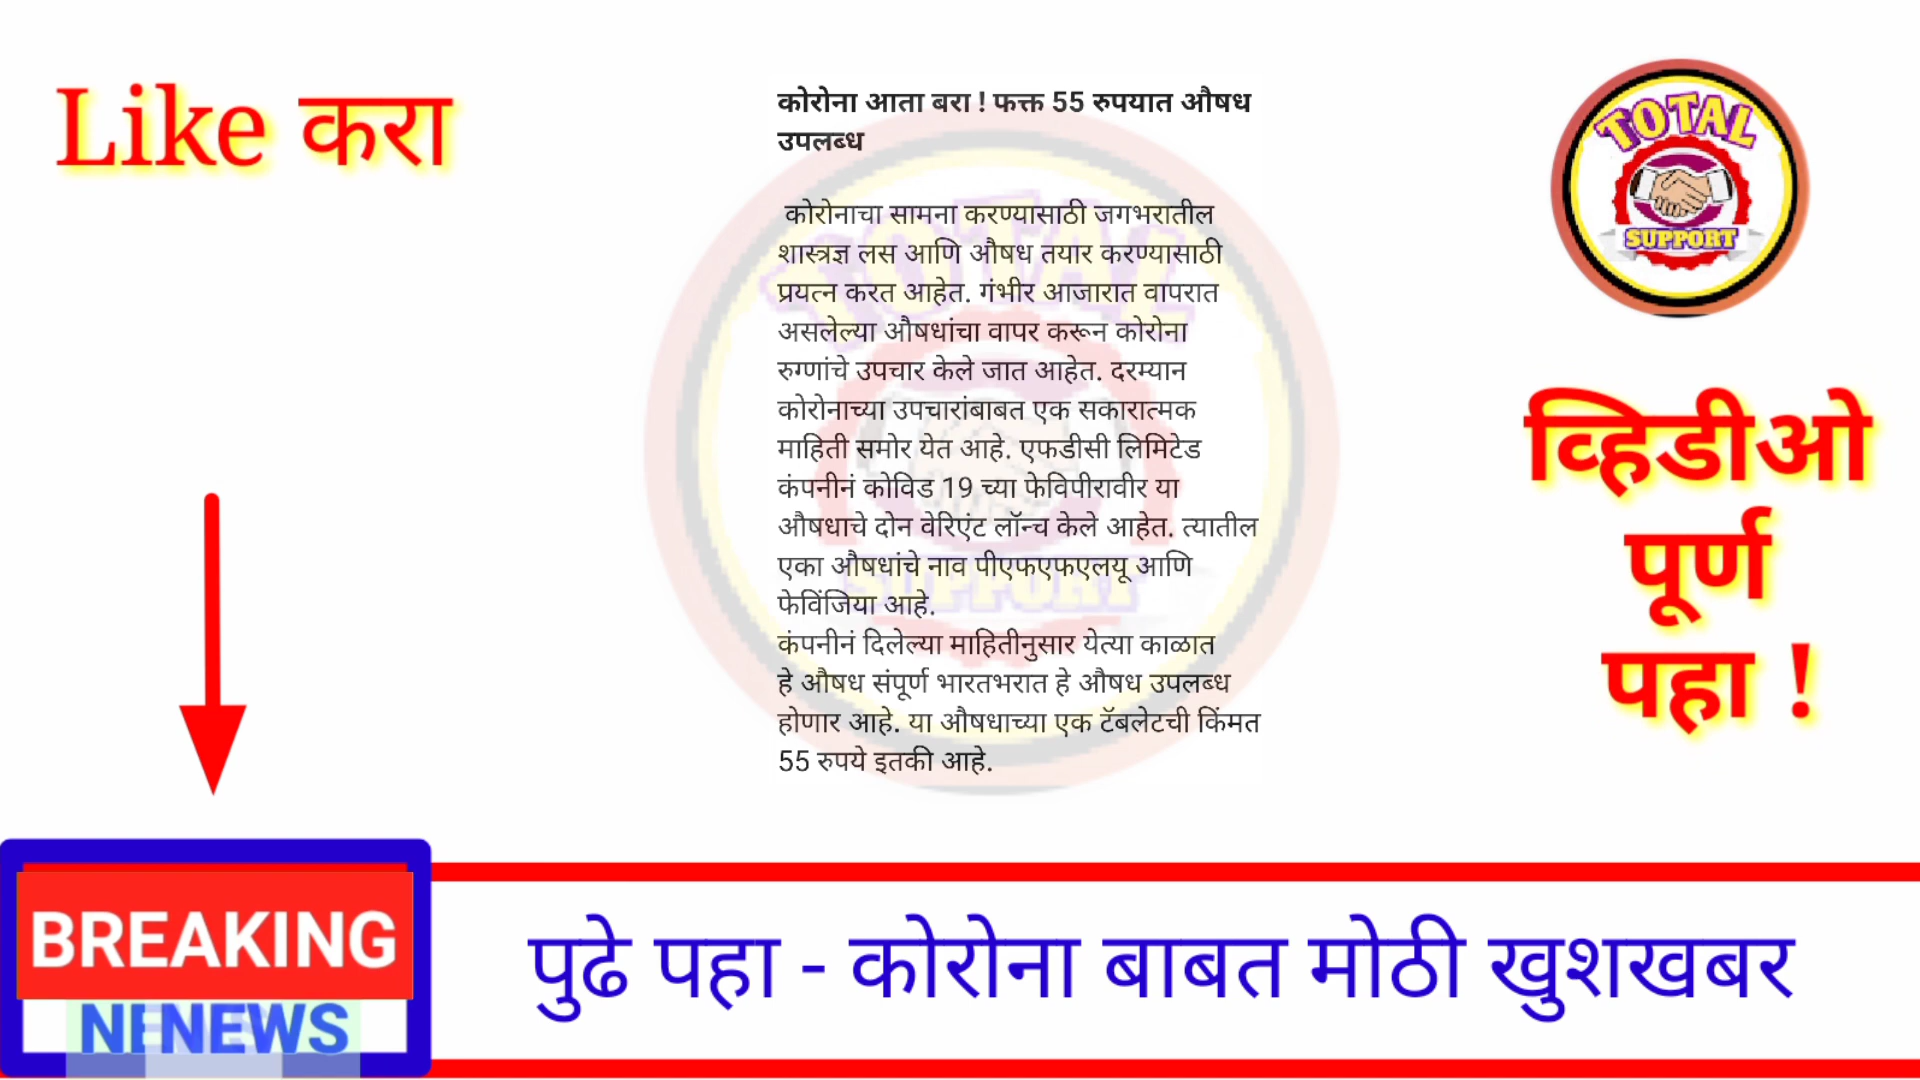 Like करा
कोरोना आता बरा ! फक्त 55 रुपयात औषध
उपलब्ध
कोरोनाचा सामना करण्यासाठी जगभरातील
शास्त्रज्ञ लस आणि औषध तयार करण्यासाठी
प्रयत्न करत आहेत. गंभीर आजारात वापरात
असलेल्या औषधांचा वापर करून कोरोना
रुग्णांचे उपचार केले जात आहेत. दरम्यान
कोरोनाच्या उपचारांबाबत एक सकारात्मक
माहिती समोर येत आहे. एफडीसी लिमिटेड
कंपनीनं कोविड 19 च्या फेविपीरावीर या
औषधाचे दोन वेरिएंट लॉन्च केले आहेत. त्यातील
एका औषधांचे नाव पीएफएफएलयू आणि
फेविंजिया आहे.
कंपनीनं दिलेल्या माहितीनुसार येत्या काळात
हे औषध संपूर्ण भारतभरात हे औषध उपलब्ध
होणार आहे. या औषधाच्या एक टॅबलेटची किंमत
55 रुपये इतकी आहे.
TOTAL
SUPPORT
TOTAL
SUPPORT
व्हिडीओ
पूर्ण
पहा !
BREAKING
NEWS
पुढे पहा - कोरोना बाबत मोठी खुशखबर